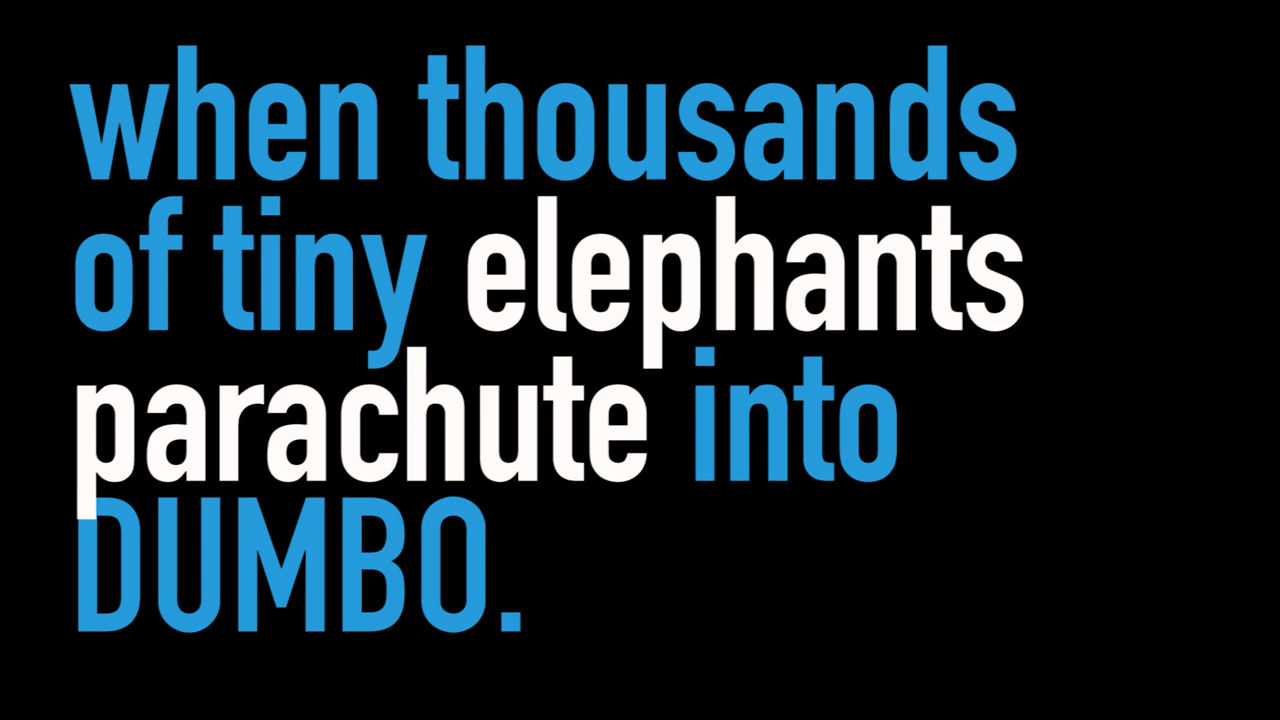 when thousands
of tiny elephants
parachute into
DUMBO.